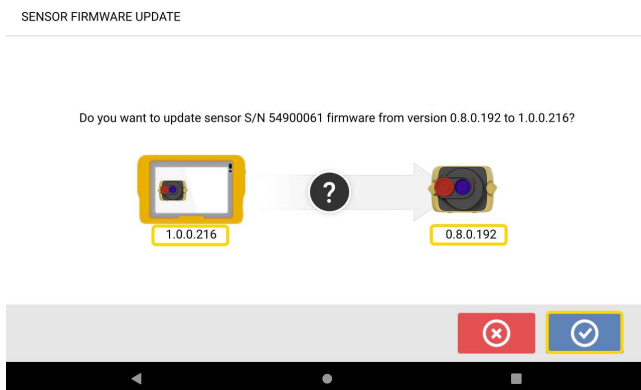 SENSOR FIRMWARE UPDATE
Do you want to update sensor S/N 54900061 firmware from version 0.8.0.192 to 1.0.0.216?
?
1.0.0.216
0.8.0.192